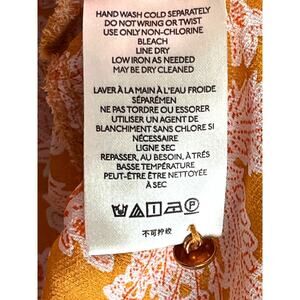 HAND WASH COLD SEPARATELY
DO NOT WRING OR TWIST
USE ONLY NON-CHLORINE
BLEACH
LINE DRY
LOW IRON AS NEEDED
MAY BE DRY CLEANED
LAVER À LA MAIN À L'EAU FROIDE
SÉPARÉMEN
NE PAS TORDRE OU ESSORER
UTILISER UN AGENT DE
BLANCHIMENT SANS CHLORE SI
NÉCESSAIRE
LIGNE SEC
REPASSER, AU BESOIN, À TRÉS
BASSE TEMPÉRATURE
PEUT-ÊTRE ÊTRE NETTOYÉE
À SEC
P
不可拧绞